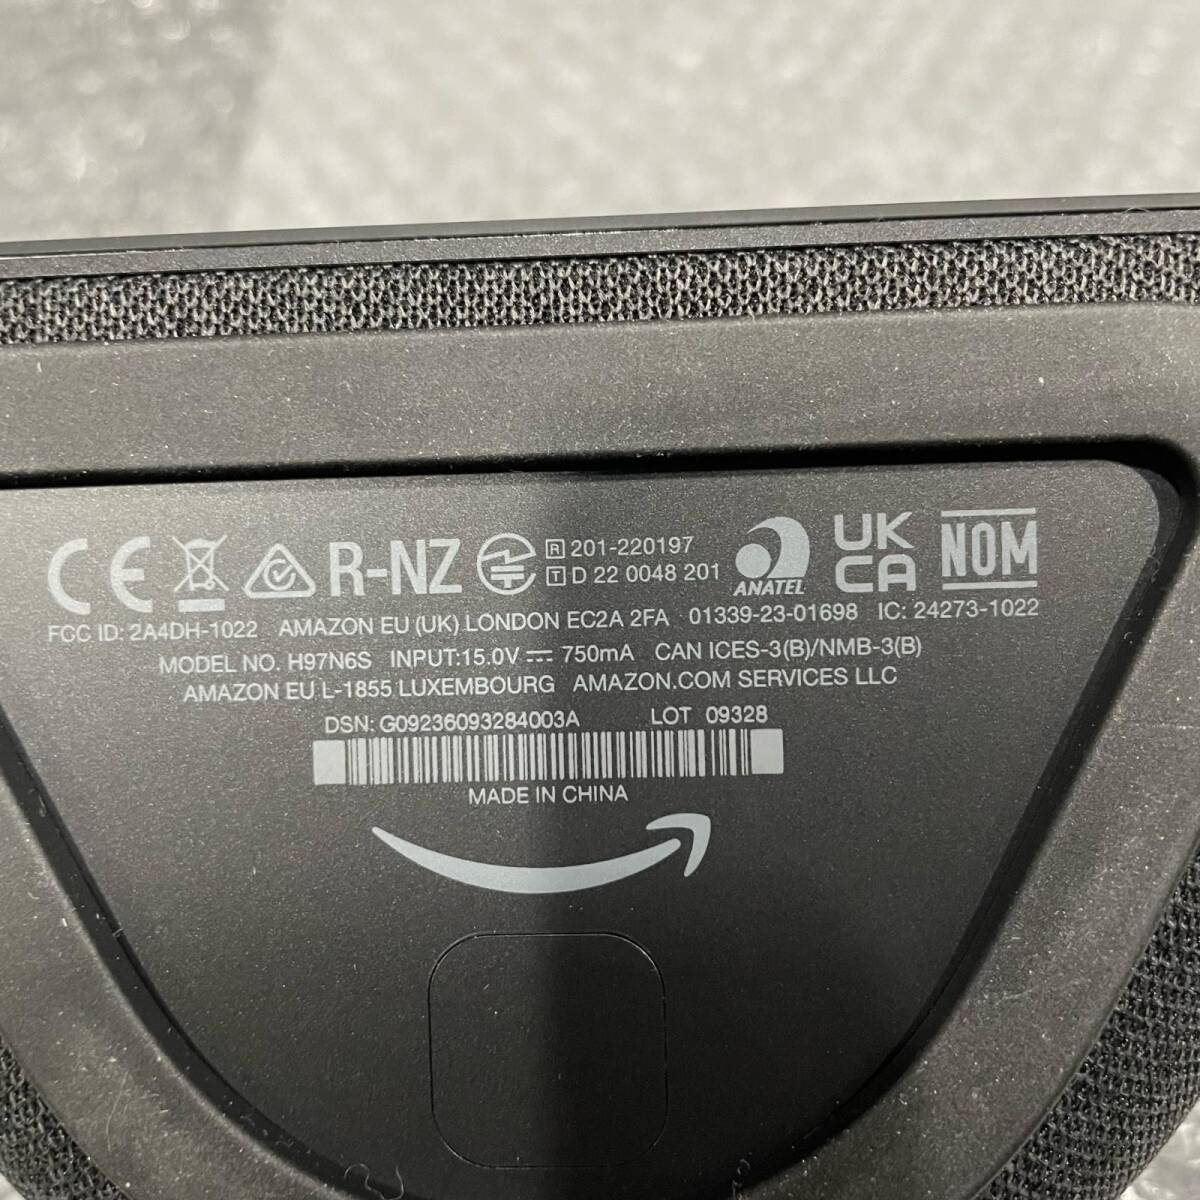 CE R-NZ R 201-220197 ANATEL UK CA NOM
T D 22 0048 201
FCC ID: 2A4DH-1022 AMAZON EU (UK) LONDON EC2A 2FA 01339-23-01698 IC: 24273-1022
MODEL NO. H97N6S INPUT:15.0V ⎓ 750mA CAN ICES-3(B)/NMB-3(B)
AMAZON EU L-1855 LUXEMBOURG AMAZON.COM SERVICES LLC
DSN: G09236093284003A LOT 09328
MADE IN CHINA